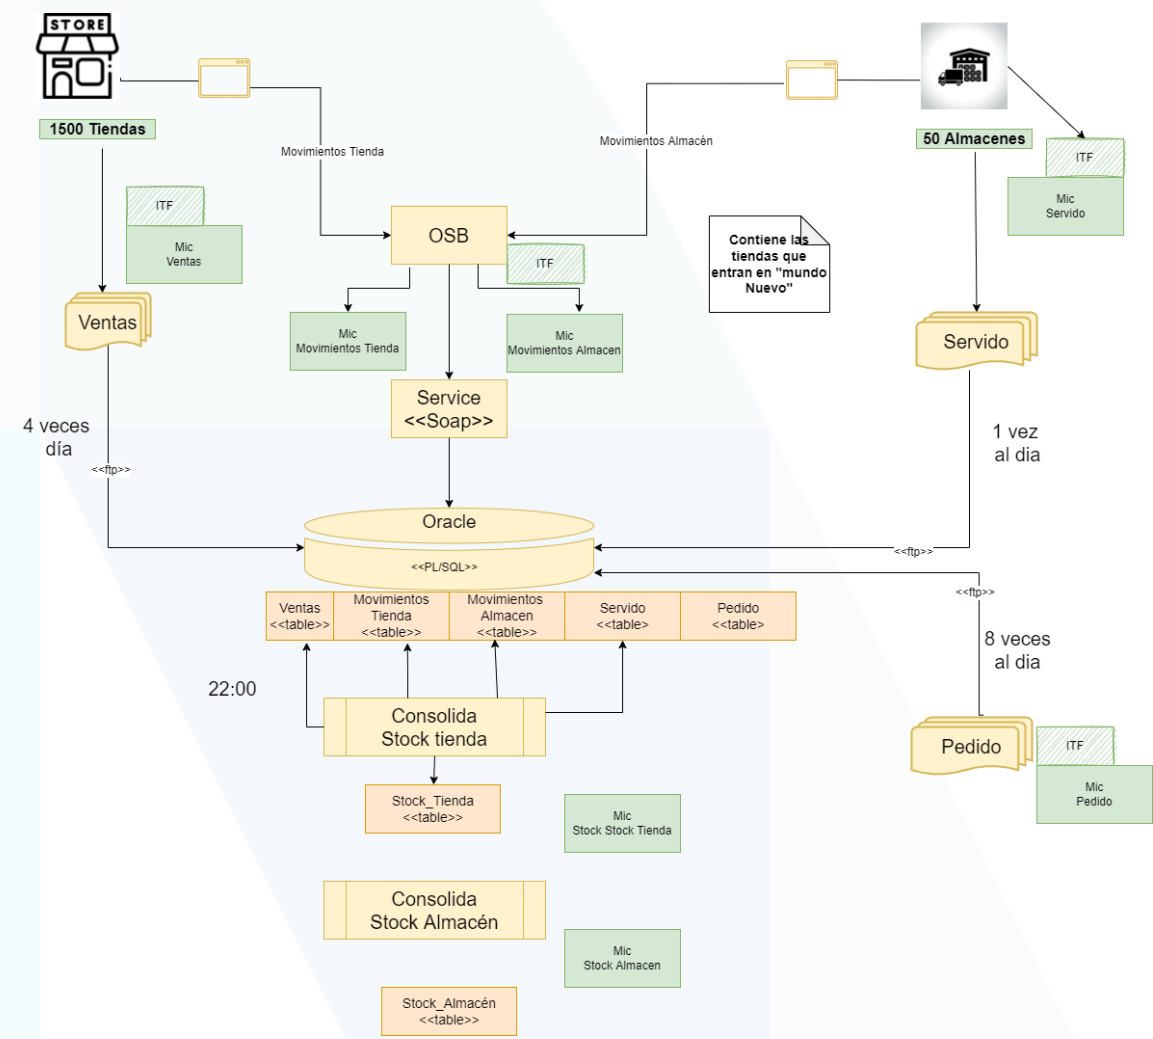 STORE
1500 Tiendas
50 Almacenes
Movimientos Tienda
Movimientos Almacén
ITF
Mic
Servido
ITF
Mic
Ventas
OSB
ITF
Contiene las
tiendas que
entran en "mundo
Nuevo"
Ventas
Mic
Movimientos Tienda
Mic
Movimientos Almacen
Servido
Service
<<Soap>>
4 veces
día
<<ftp>>
1 vez
al dia
<<ftp>>
Oracle
<<PL/SQL>>
<<ftp>>
8 veces
al dia
Ventas
<<table>>
Movimientos
Tienda
<<table>>
Movimientos
Almacen
<<table>>
Servido
<<table>
Pedido
<<table>
22:00
Consolida
Stock tienda
Pedido
ITF
Mic
Pedido
Stock_Tienda
<<table>>
Mic
Stock Stock Tienda
Consolida
Stock Almacén
Mic
Stock Almacen
Stock_Almacén
<<table>>